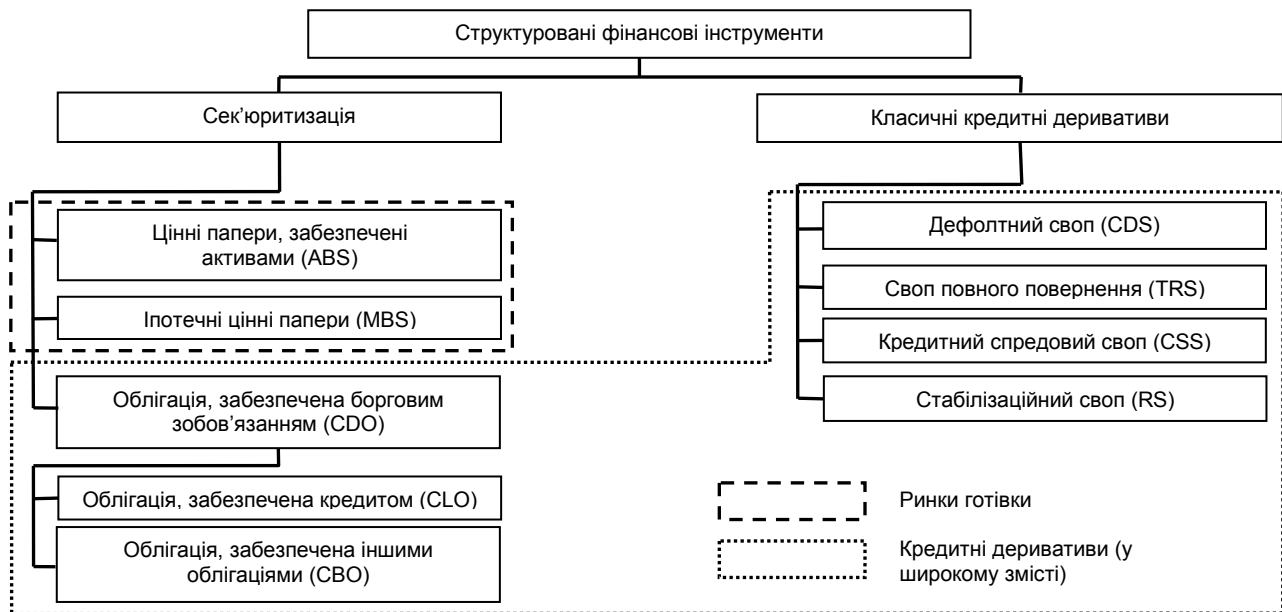 Структуровані фінансові інструменти
Сек’юритизація
Класичні кредитні деривативи
Цінні папери, забезпечені
активами (ABS)
Іпотечні цінні папери (MBS)
Облігація, забезпечена борговим
зобов’язанням (CDO)
Облігація, забезпечена кредитом (CLO)
Облігація, забезпечена іншими
облігаціями (CBO)
Дефолтний своп (CDS)
Своп повного повернення (TRS)
Кредитний спредовий своп (CSS)
Стабілізаційний своп (RS)
Ринки готівки
Кредитні деривативи (у
широкому змісті)